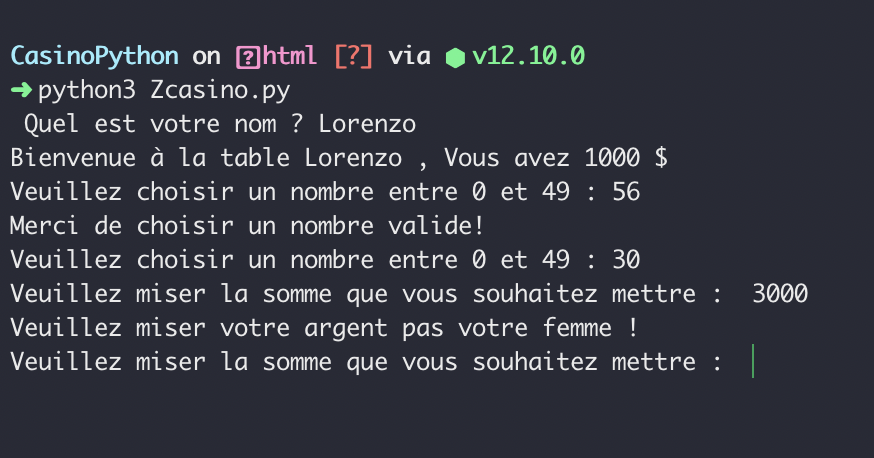 CasinoPython on [?]html [?] via ⬢ v12.10.0
➜ python3 Zcasino.py
Quel est votre nom ? Lorenzo
Bienvenue à la table Lorenzo , Vous avez 1000 $
Veuillez choisir un nombre entre 0 et 49 : 56
Merci de choisir un nombre valide!
Veuillez choisir un nombre entre 0 et 49 : 30
Veuillez miser la somme que vous souhaitez mettre :  3000
Veuillez miser votre argent pas votre femme !
Veuillez miser la somme que vous souhaitez mettre :